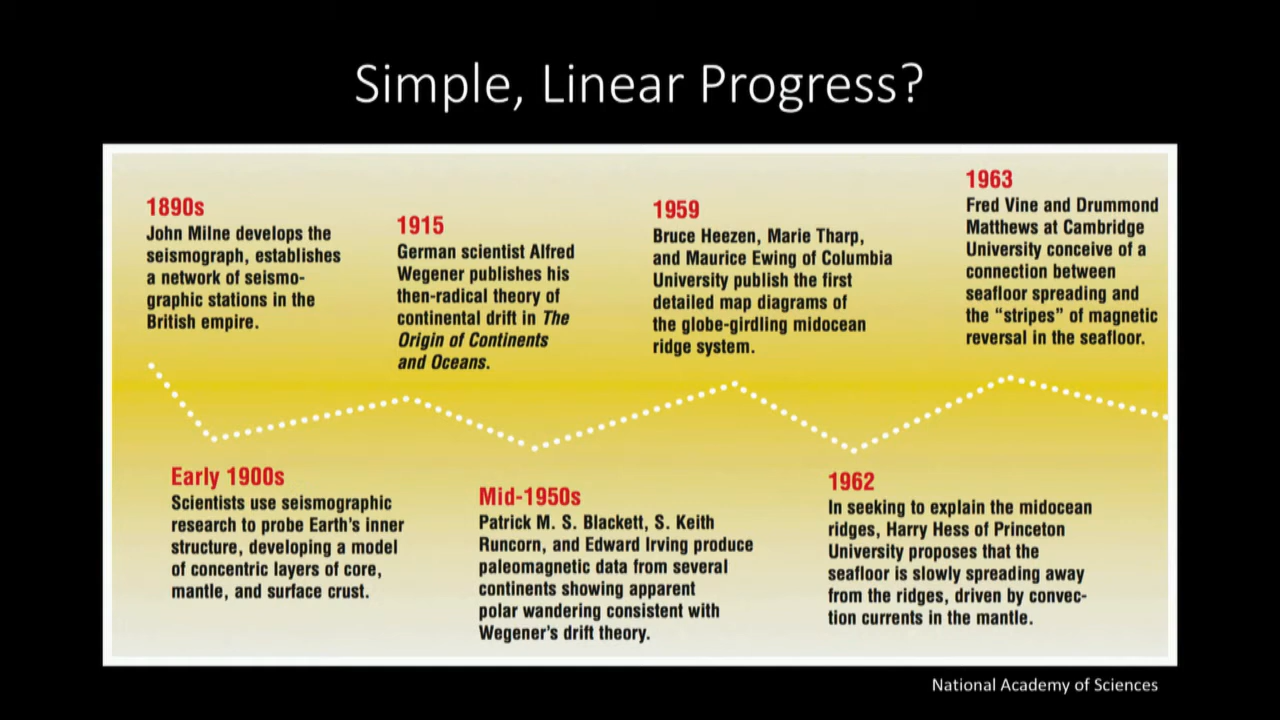 Simple, Linear Progress?
1890s
John Milne develops the
seismograph, establishes
a network of seismo-
graphic stations in the
British empire.
1915
German scientist Alfred
Wegener publishes his
then-radical theory of
continental drift in The
Origin of Continents
and Oceans.
1959
Bruce Heezen, Marie Tharp,
and Maurice Ewing of Columbia
University publish the first
detailed map diagrams of
the globe-girdling midocean
ridge system.
1963
Fred Vine and Drummond
Matthews at Cambridge
University conceive of a
connection between
seafloor spreading and
the “stripes” of magnetic
reversal in the seafloor.
Early 1900s
Scientists use seismographic
research to probe Earth’s inner
structure, developing a model
of concentric layers of core,
mantle, and surface crust.
Mid-1950s
Patrick M. S. Blackett, S. Keith
Runcorn, and Edward Irving produce
paleomagnetic data from several
continents showing apparent
polar wandering consistent with
Wegener’s drift theory.
1962
In seeking to explain the midocean
ridges, Harry Hess of Princeton
University proposes that the
seafloor is slowly spreading away
from the ridges, driven by convec-
tion currents in the mantle.
National Academy of Sciences